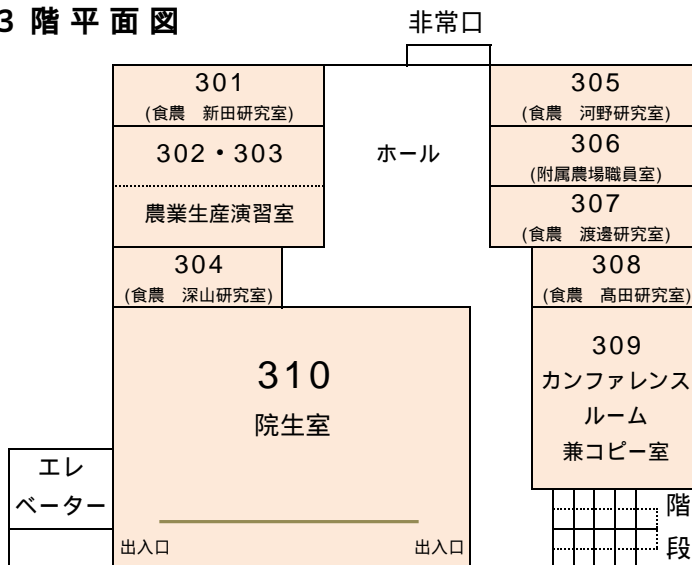 3 階 平 面 図
非常口
301
(食農　新田研究室)
302・303
農業生産演習室
304
(食農　深山研究室)
ホール
305
(食農　河野研究室)
306
(附属農場職員室)
307
(食農　渡邊研究室)
308
(食農　髙田研究室)
309
カンファレンス
ルーム
兼コピー室
310
院生室
エレ
ベーター
出入口
出入口
階
段